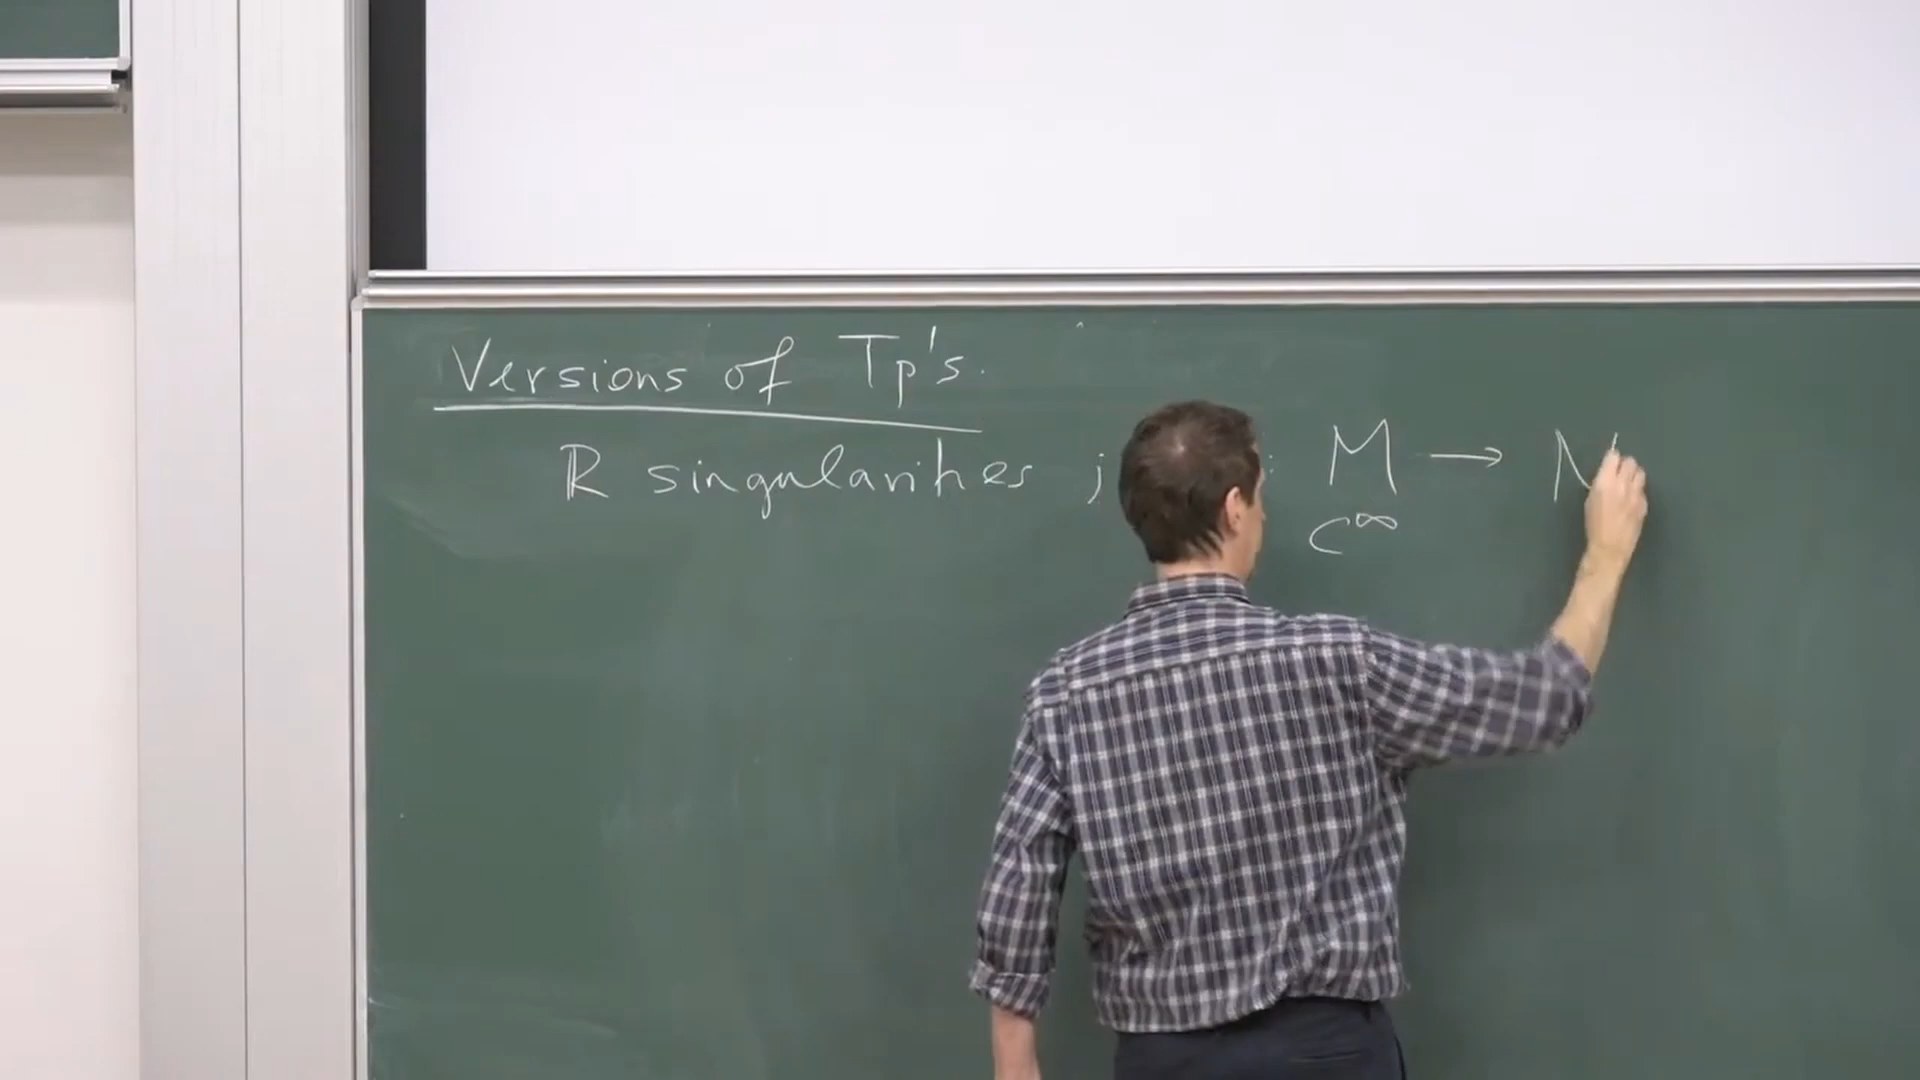 Versions of Tp's.
ℝ singularities ; : M → N
C^∞